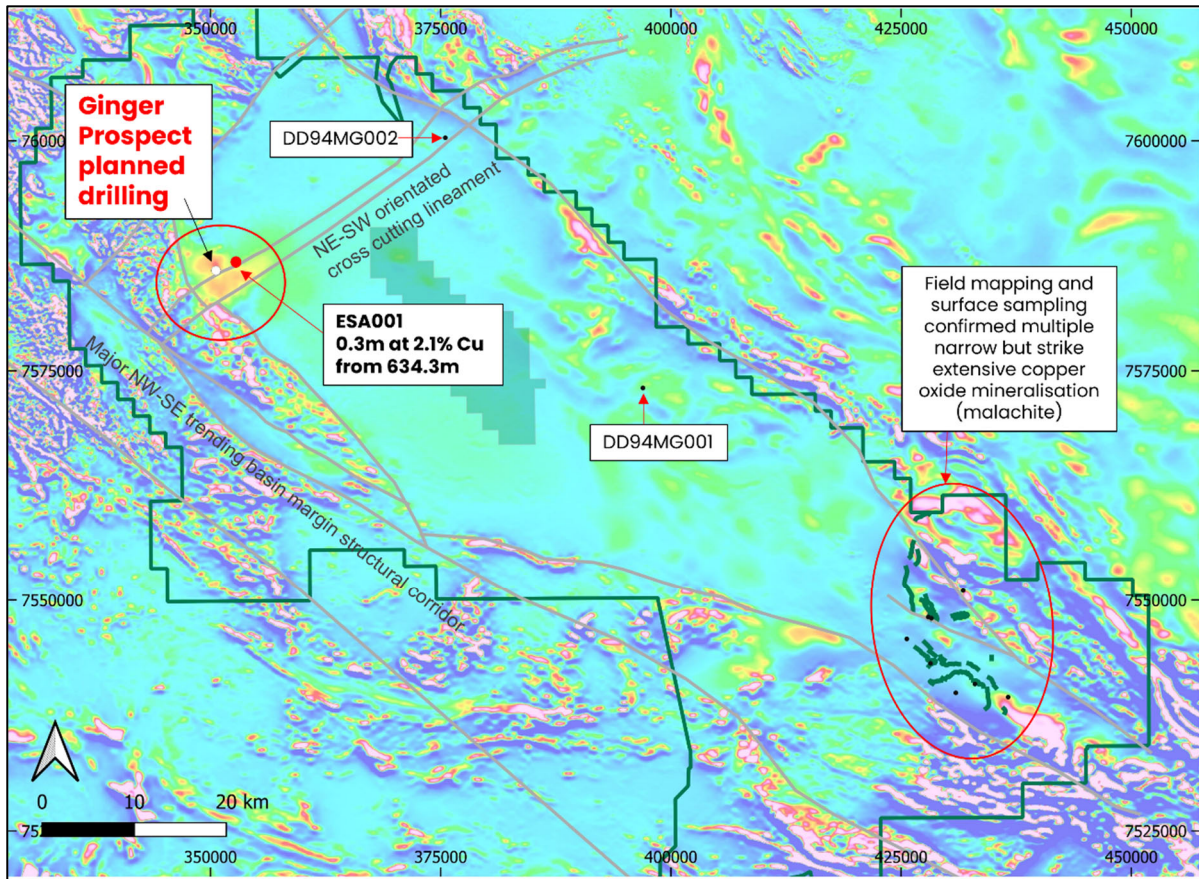 350000
375000
400000
425000
450000
Ginger
Prospect
planned
drilling
DD94MG002
7600000
NE-SW orientated
cross cutting lineament
ESA001
0.3m at 2.1% Cu
from 634.3m
Field mapping and
surface sampling
confirmed multiple
narrow but strike
extensive copper
oxide mineralisation
(malachite)
7575000
7575000
Major NW-SE trending basin margin structural corridor
DD94MG001
7550000
7550000
0
10
20 km
7525000
350000
375000
400000
425000
450000